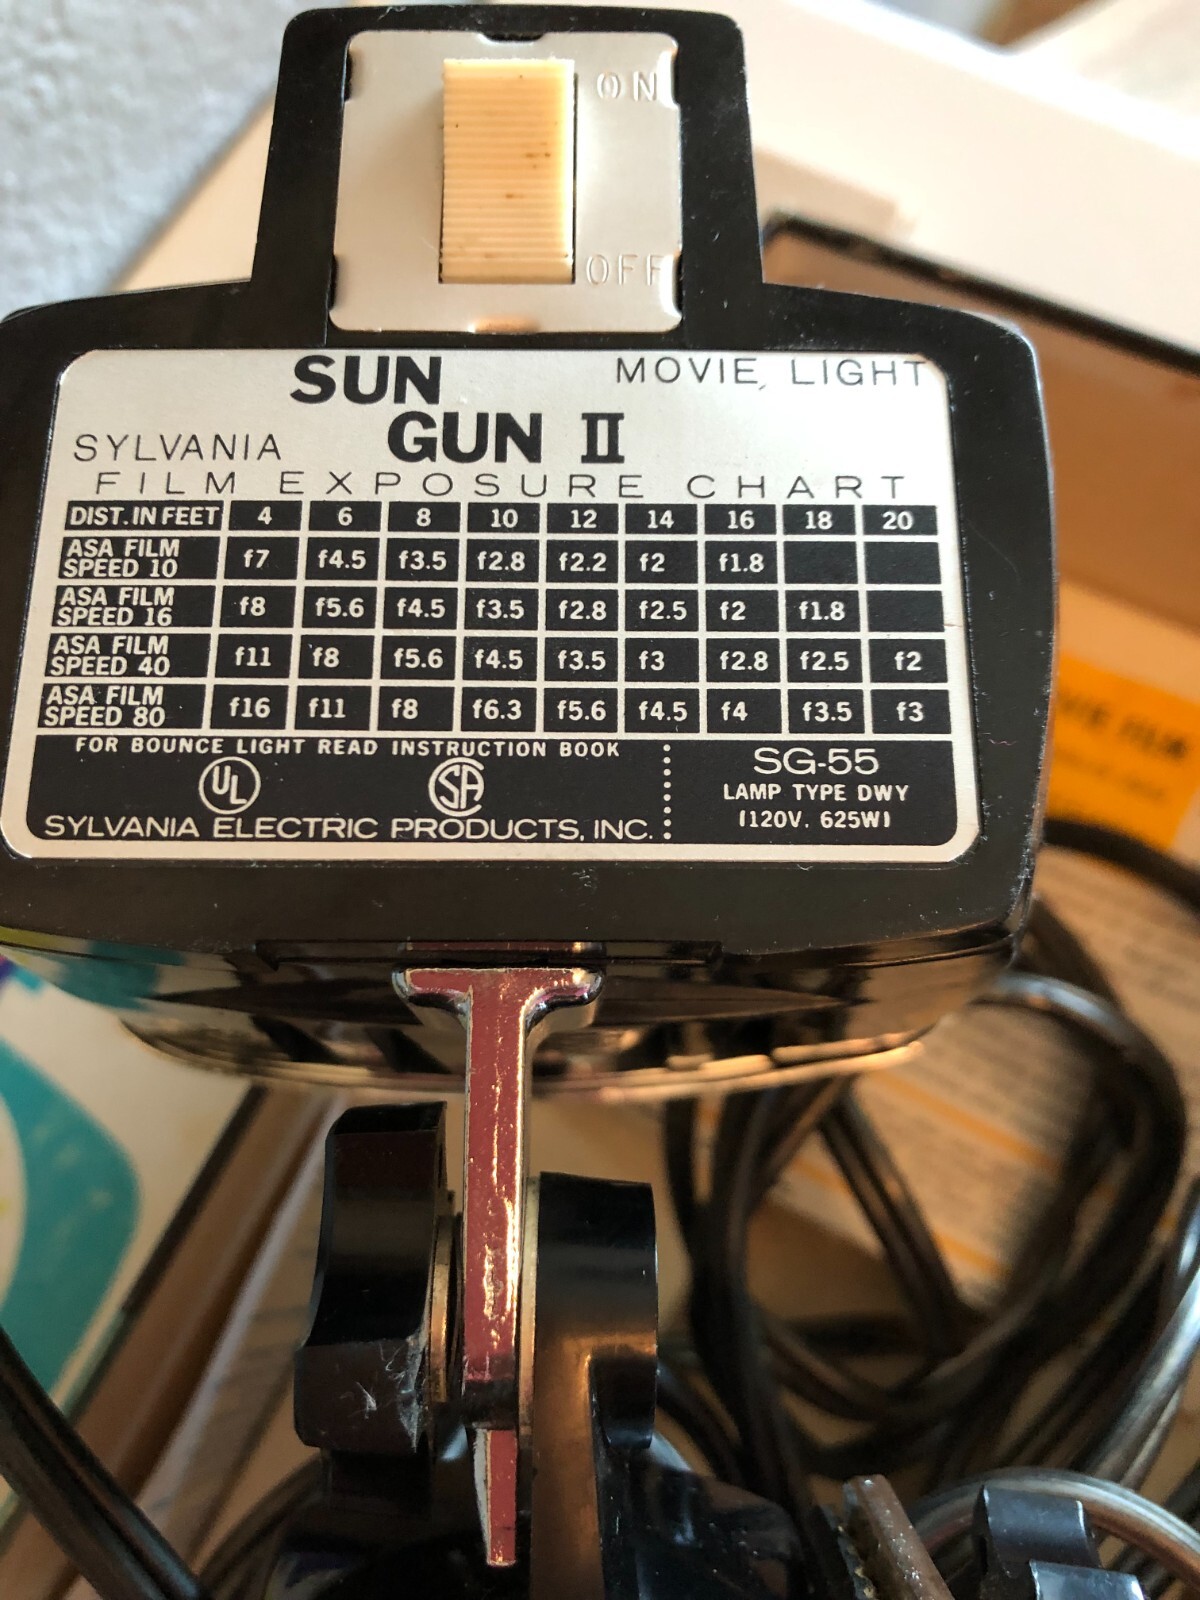 ON
OFF
SUN MOVIE LIGHT
SYLVANIA GUN II
FILM EXPOSURE CHART
DIST. IN FEET 4 6 8 10 12 14 16 18 20
ASA FILM SPEED 10 f7 f4.5 f3.5 f2.8 f2.2 f2 f1.8
ASA FILM SPEED 16 f8 f5.6 f4.5 f3.5 f2.8 f2.5 f2 f1.8
ASA FILM SPEED 40 f11 f8 f5.6 f4.5 f3.5 f3 f2.8 f2.5 f2
ASA FILM SPEED 80 f16 f11 f8 f6.3 f5.6 f4.5 f4 f3.5 f3
FOR BOUNCE LIGHT READ INSTRUCTION BOOK
UL SA
SYLVANIA ELECTRIC PRODUCTS, INC.
SG-55
LAMP TYPE DWY
(120V. 625W)
FILM